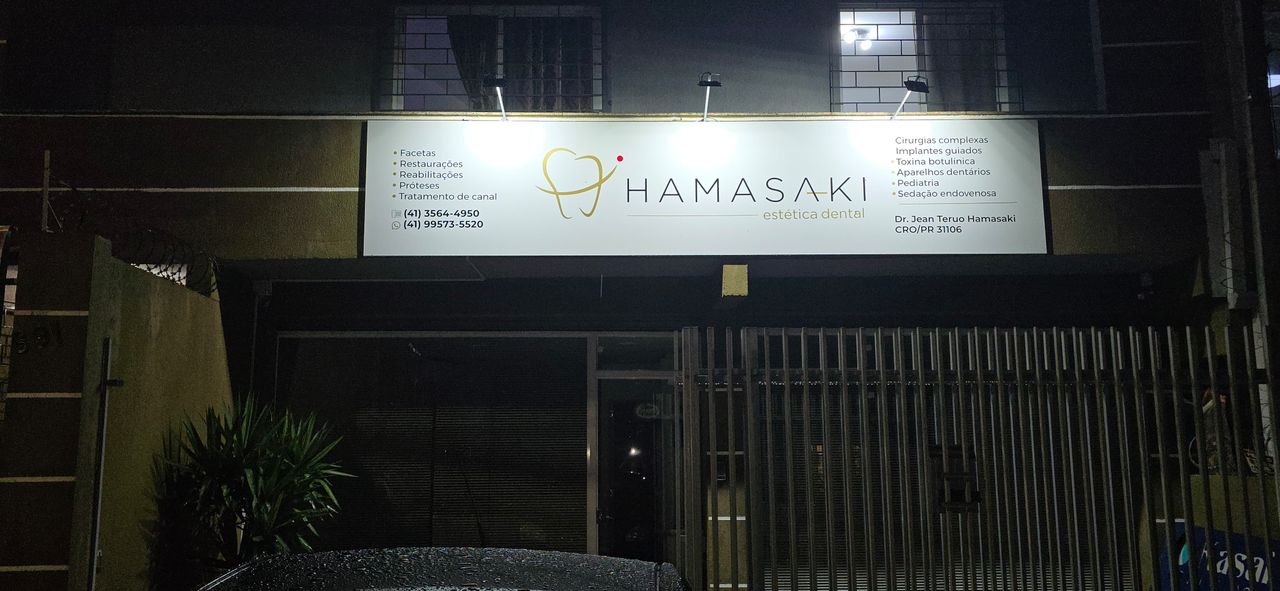 • Facetas
• Restaurações
• Reabilitações
• Próteses
• Tratamento de canal
(41) 3564-4950
(41) 99573-5520
HAMASAKI
estética dental
Cirurgias complexas
Implantes guiados
• Toxina botulínica
• Aparelhos dentários
• Pediatria
• Sedação endovenosa
Dr. Jean Teruo Hamasaki
CRO/PR 31106